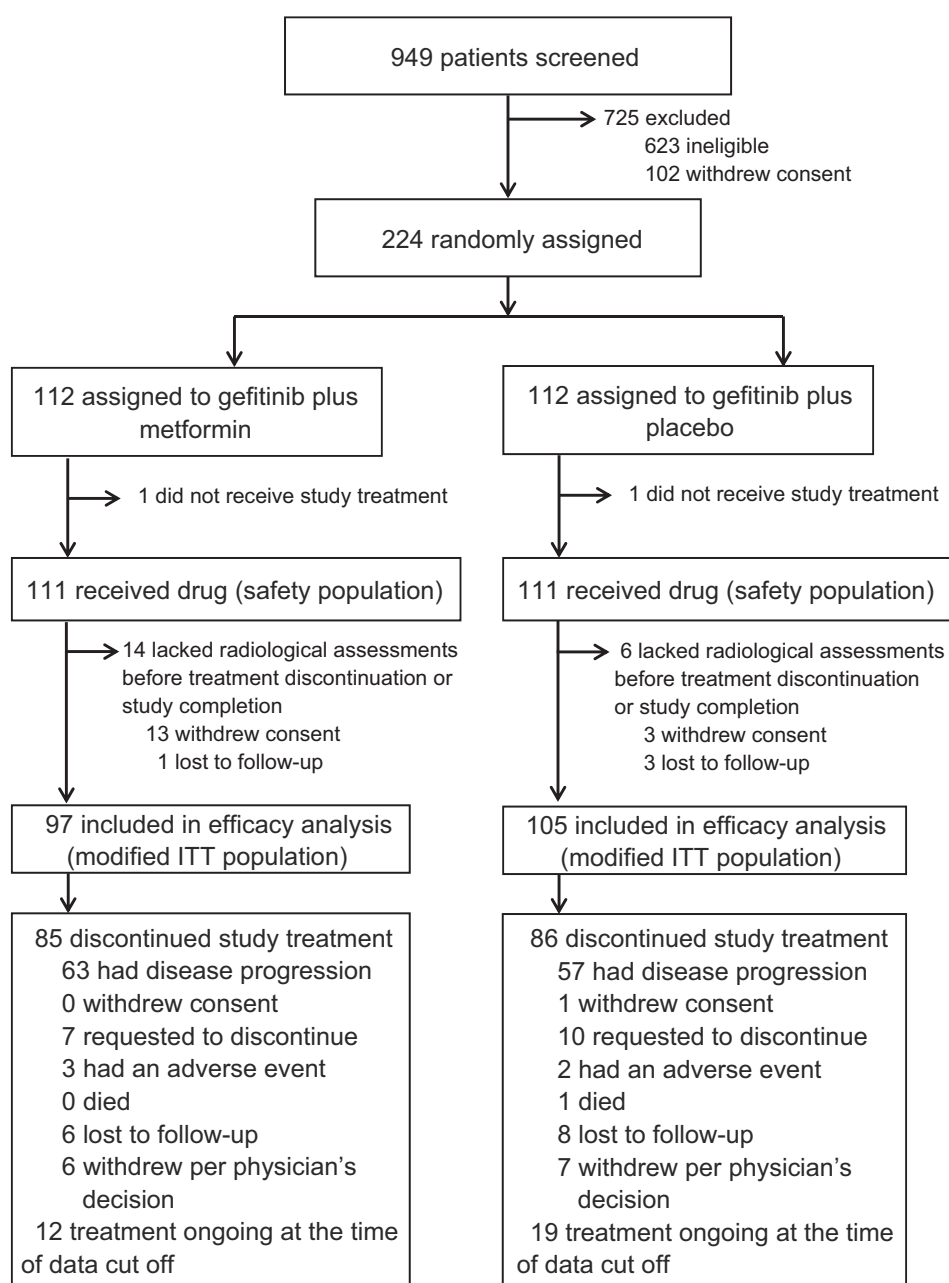 949 patients screened
725 excluded
623 ineligible
102 withdrew consent
224 randomly assigned
112 assigned to gefitinib plus
metformin
112 assigned to gefitinib plus
placebo
1 did not receive study treatment
1 did not receive study treatment
111 received drug (safety population)
111 received drug (safety population)
14 lacked radiological assessments
before treatment discontinuation or
study completion
13 withdrew consent
1 lost to follow-up
6 lacked radiological assessments
before treatment discontinuation
or study completion
3 withdrew consent
3 lost to follow-up
97 included in efficacy analysis
(modified ITT population)
105 included in efficacy analysis
(modified ITT population)
85 discontinued study treatment
63 had disease progression
0 withdrew consent
7 requested to discontinue
3 had an adverse event
0 died
6 lost to follow-up
6 withdrew per physician's
decision
12 treatment ongoing at the time
of data cut off
86 discontinued study treatment
57 had disease progression
1 withdrew consent
10 requested to discontinue
2 had an adverse event
1 died
8 lost to follow-up
7 withdrew per physician's
decision
19 treatment ongoing at the time
of data cut off